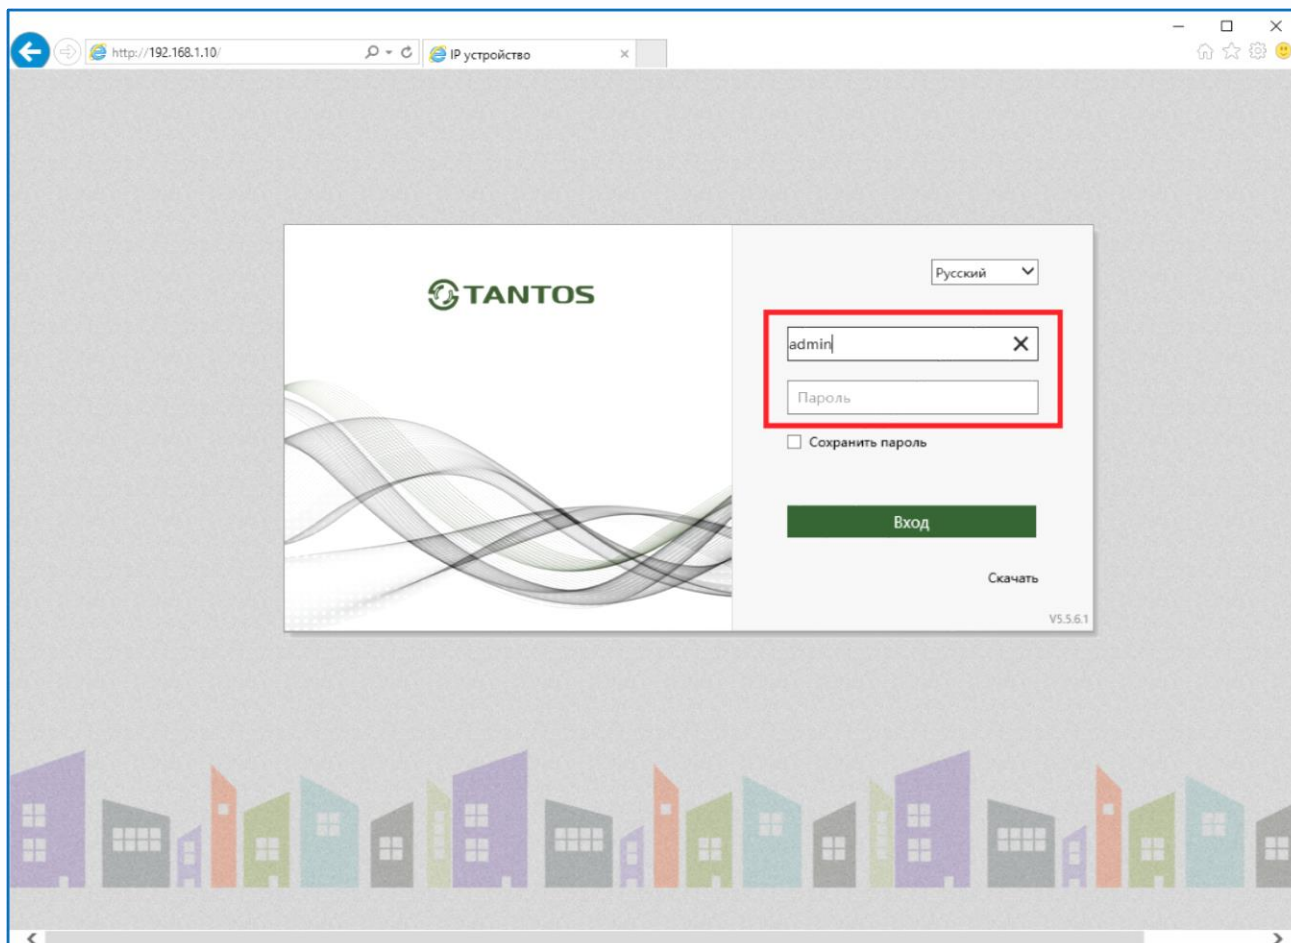 http://192.168.1.10/
IP устройство
TANTOS
Русский
admin
Пароль
Сохранить пароль
Вход
Скачать
V5.5.6.1